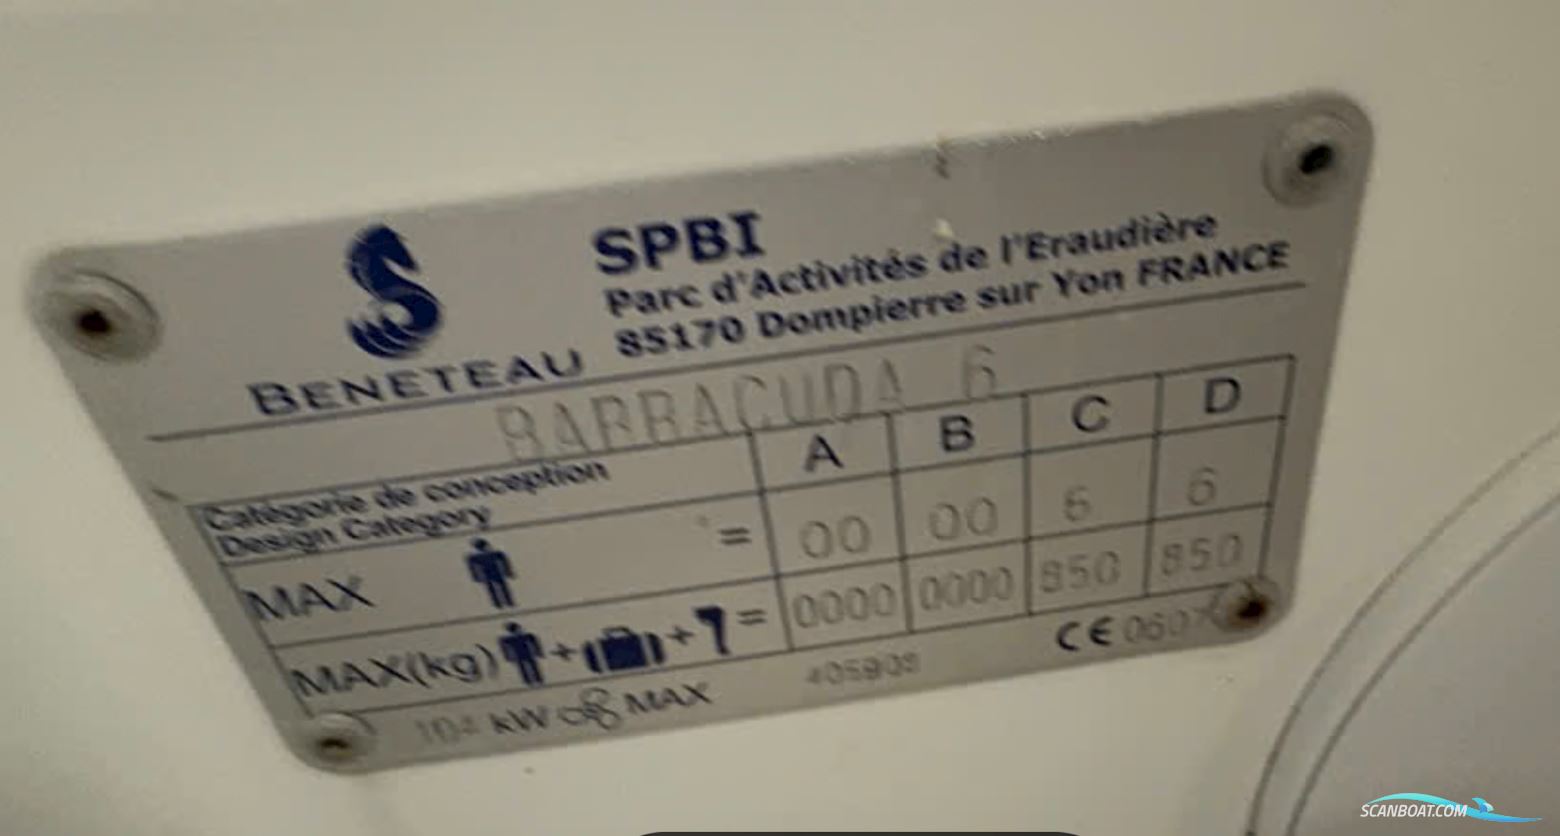 SPBI
Parc d'Activités de l'Eraudière
85170 Dompierre sur Yon FRANCE
BENETEAU
BARRACUDA 6
Catégorie de conception
Design Category
A B C D
MAX = 00 00 6 6
MAX(kg) + + = 0000 0000 850 850
kW MAX
CE 0607
SCANBOAT.COM